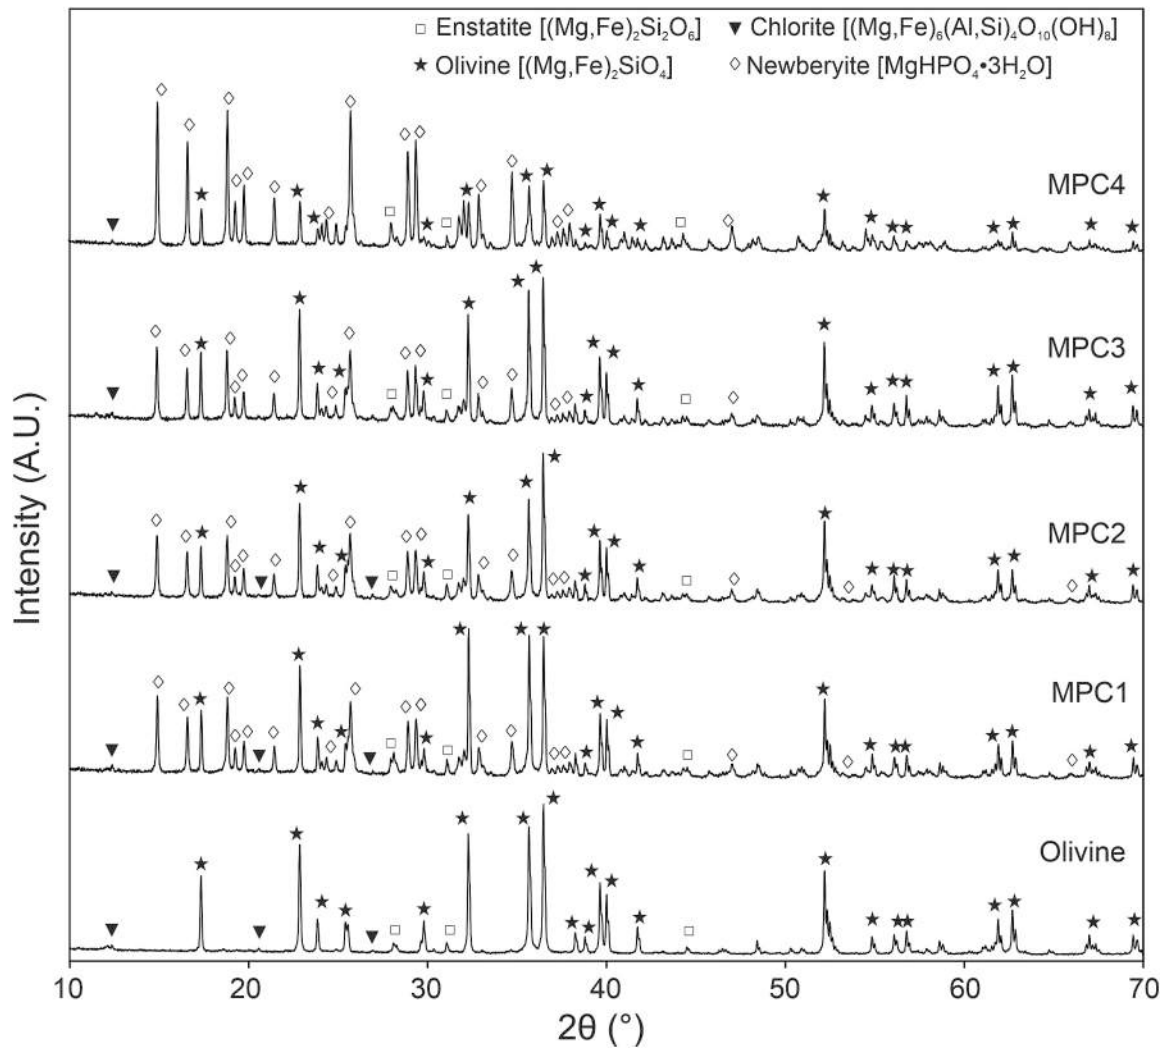 □ Enstatite [(Mg,Fe)₂Si₂O₆] ▼ Chlorite [(Mg,Fe)₆(Al,Si)₄O₁₀(OH)₈]
★ Olivine [(Mg,Fe)₂SiO₄] ◇ Newberyite [MgHPO₄•3H₂O]
MPC4
MPC3
MPC2
MPC1
Olivine
Intensity (A.U.)
10 20 30 40 50 60 70
2θ (°)